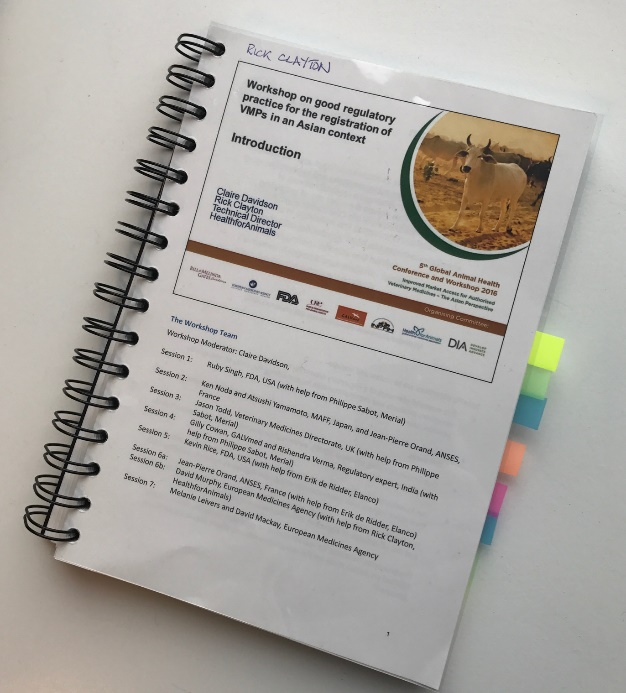 RICK CLAYTON
Workshop on good regulatory
practice for the registration of
VMPs in an Asian context
Introduction
Claire Davidson
Rick Clayton
Technical Director
HealthforAnimals
5th Global Animal Health
Conference and Workshop 2016
Improved Market Access for Authorised
Veterinary Medicines – The Asian Perspective
Organising Committee:
BILL & MELINDA
GATES foundation
FDA
HealthforAnimals
DIA
The Workshop Team
Workshop Moderator: Claire Davidson,
Session 1: Ruby Singh, FDA, USA (with help from Philippe Sabot, Merial)
Session 2: Ken Noda and Atsushi Yamamoto, MAFF, Japan, and Jean-Pierre Orand, ANSES,
France
Session 3: Jason Todd, Veterinary Medicines Directorate, UK (with help from Philippe
Sabot, Merial)
Session 4: Gilly Cowan, GALVmed and Rishendra Verma, Regulatory expert, India (with
help from Philippe Sabot, Merial)
Session 5: Kevin Rice, FDA, USA (with help from Erik de Ridder, Elanco)
Session 6a: Jean-Pierre Orand, ANSES, France (with help from Erik de Ridder, Elanco)
Session 6b: David Murphy, European Medicines Agency (with help from Rick Clayton,
HealthforAnimals)
Session 7: Melanie Leivers and David Mackay, European Medicines Agency
1